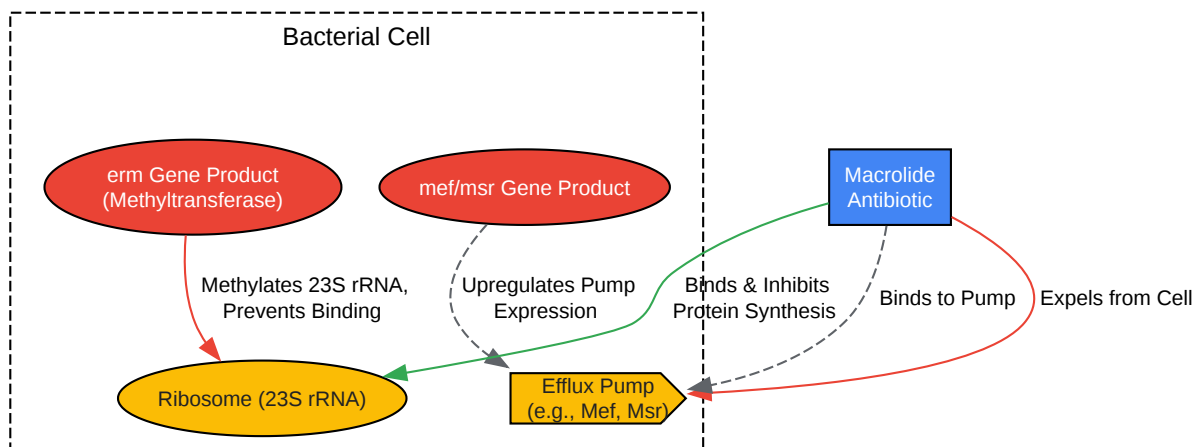 Bacterial Cell
erm Gene Product
(Methyltransferase)
mef/msr Gene Product
Macrolide
Antibiotic
Methylates 23S rRNA,
Prevents Binding
Upregulates Pump
Expression
Binds & Inhibits
Protein Synthesis
Binds to Pump
Expels from Cell
Ribosome (23S rRNA)
Efflux Pump
(e.g., Mef, Msr)